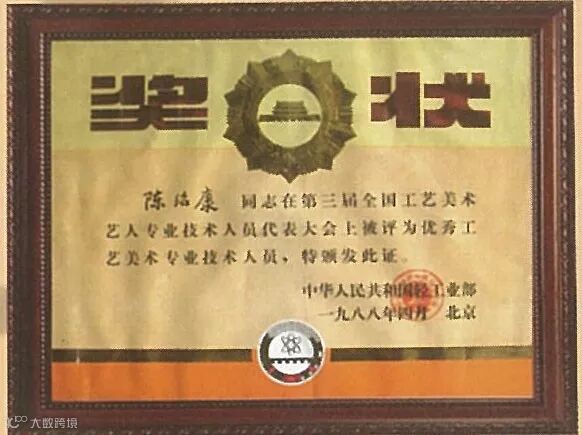 奖状
陈绍康 同志在第三届全国工艺美术
艺人专业技术人员代表大会上被评为优秀工
艺美术专业技术人员，特颁发此证。
中华人民共和国轻工业部
一九八八年四月 北京
大数跨境